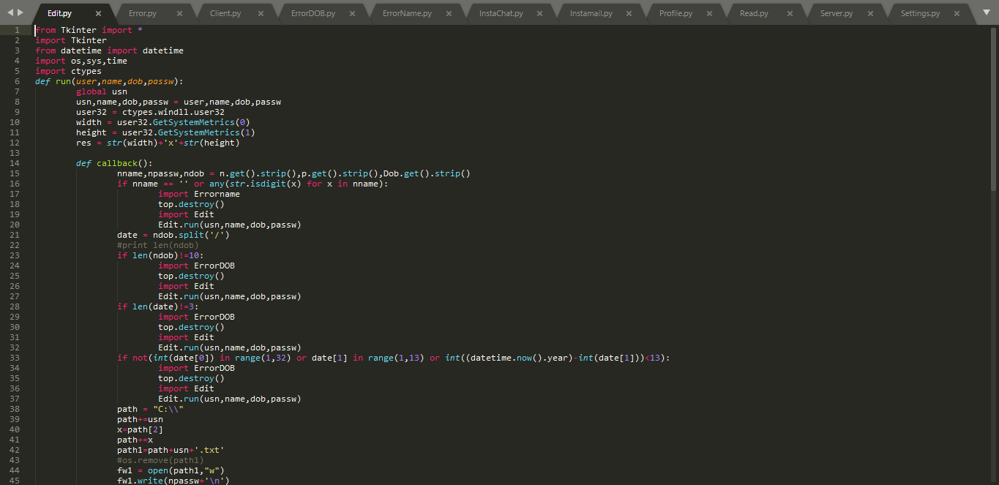 Edit.py Error.py Client.py ErrorDOB.py ErrorName.py InstaChat.py Instamail.py Profile.py Read.py Server.py Settings.py
1 from Tkinter import *
2 import Tkinter
3 from datetime import datetime
4 import os,sys,time
5 import ctypes
6 def run(user,name,dob,passw):
7 global usn
8 usn,name,dob,passw = user,name,dob,passw
9 user32 = ctypes.windll.user32
10 width = user32.GetSystemMetrics(0)
11 height = user32.GetSystemMetrics(1)
12 res = str(width)+'x'+str(height)
13
14 def callback():
15 nname,npassw,ndob = n.get().strip(),p.get().strip(),Dob.get().strip()
16 if nname == '' or any(str.isdigit(x) for x in nname):
17 import Errorname
18 top.destroy()
19 import Edit
20 Edit.run(usn,name,dob,passw)
21 date = ndob.split('/')
22 #print len(ndob)
23 if len(ndob)!=10:
24 import ErrorDOB
25 top.destroy()
26 import Edit
27 Edit.run(usn,name,dob,passw)
28 if len(date)!=3:
29 import ErrorDOB
30 top.destroy()
31 import Edit
32 Edit.run(usn,name,dob,passw)
33 if not(int(date[0]) in range(1,32) or date[1] in range(1,13) or int((datetime.now().year)-int(date[1]))<13):
34 import ErrorDOB
35 top.destroy()
36 import Edit
37 Edit.run(usn,name,dob,passw)
38 path = "C:\\"
39 path+=usn
40 x=path[2]
41 path+=x
42 path1=path+usn+'.txt'
43 #os.remove(path1)
44 fw1 = open(path1,"w")
45 fw1.write(npassw+'\n')